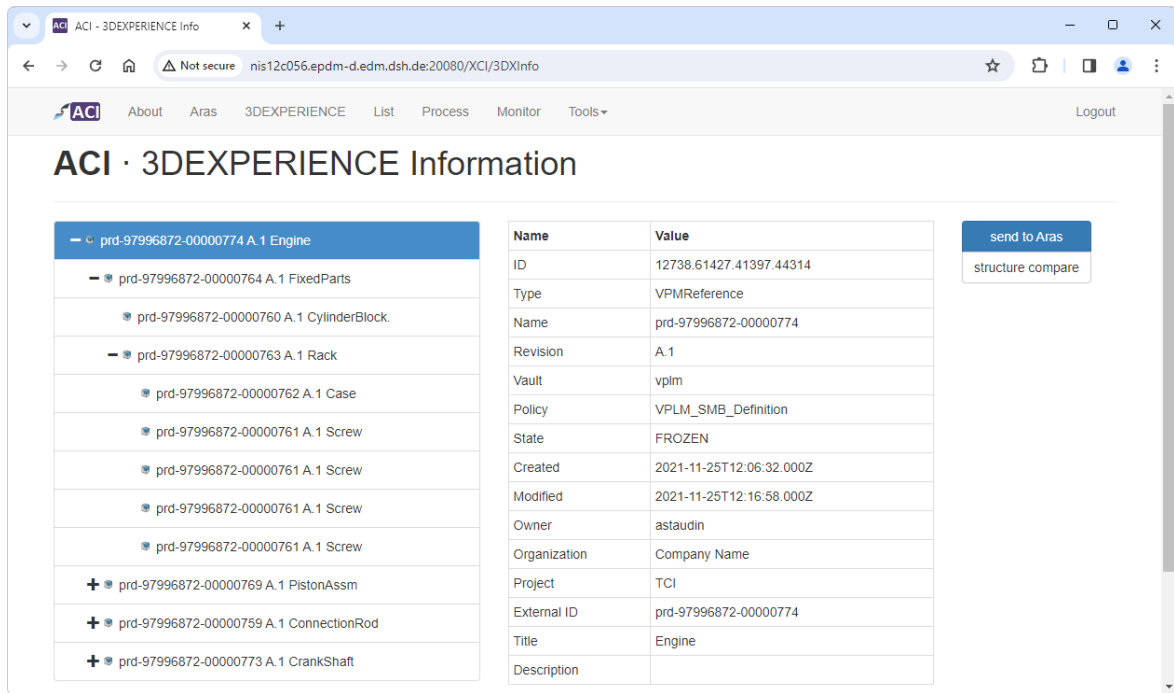 ACI ACI - 3DEXPERIENCE Info
Not secure nis12c056.epdm-d.edm.dsh.de:20080/XCI/3DXInfo
ACI About Aras 3DEXPERIENCE List Process Monitor Tools Logout
ACI · 3DEXPERIENCE Information
prd-97996872-00000774 A.1 Engine
prd-97996872-00000764 A.1 FixedParts
prd-97996872-00000760 A.1 CylinderBlock.
prd-97996872-00000763 A.1 Rack
prd-97996872-00000762 A.1 Case
prd-97996872-00000761 A.1 Screw
prd-97996872-00000761 A.1 Screw
prd-97996872-00000761 A.1 Screw
prd-97996872-00000761 A.1 Screw
prd-97996872-00000769 A.1 PistonAssm
prd-97996872-00000759 A.1 ConnectionRod
prd-97996872-00000773 A.1 CrankShaft
Name Value
ID 12738.61427.41397.44314
Type VPMReference
Name prd-97996872-00000774
Revision A.1
Vault vplm
Policy VPLM_SMB_Definition
State FROZEN
Created 2021-11-25T12:06:32.000Z
Modified 2021-11-25T12:16:58.000Z
Owner astaudin
Organization Company Name
Project TCI
External ID prd-97996872-00000774
Title Engine
Description
send to Aras
structure compare